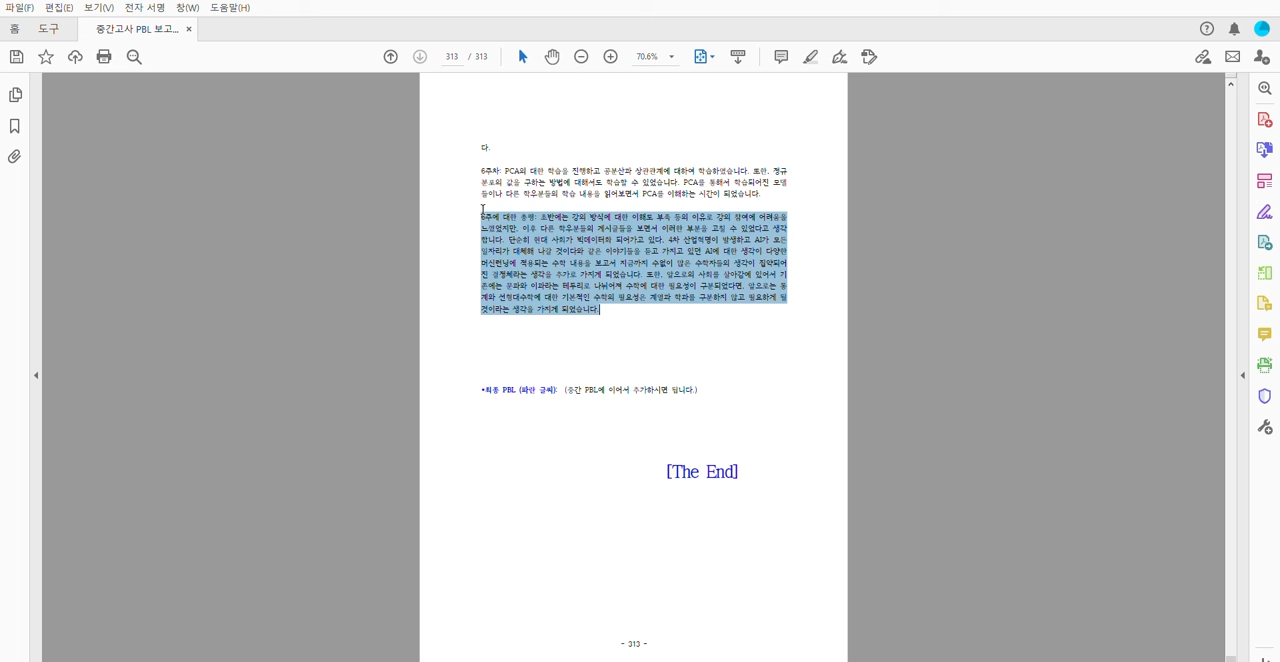 파일(F) 편집(E) 보기(V) 전자 서명 창(W) 도움말(H)
홈 도구 중간고사 PBL 보고... ×
313 / 313 70.6%
다.
6주차: PCA의 대한 학습을 진행하고 공분산과 상관관계에 대하여 학습하였습니다. 또한, 정규
분포의 값을 구하는 방법에 대해서도 학습할 수 있었습니다. PCA를 통해서 학습되어진 모델
들이나 다른 학우분들의 학습 내용을 읽어보면서 PCA를 이해하는 시간이 되었습니다.
6주에 대한 총평: 초반에는 강의 방식에 대한 이해도 부족 등의 이유로 강의 참여에 어려움을
느꼈었지만, 이후 다른 학우분들의 게시글들을 보면서 이러한 부분을 고칠 수 있었다고 생각
합니다. 단순히 현대 사회가 빅데이터화 되어가고 있다. 4차 산업혁명이 발생하고 AI가 모든
일자리가 대체해 나갈 것이다와 같은 이야기들을 듣고 가지고 있던 AI에 대한 생각이 다양한
머신런닝에 적용되는 수학 내용을 보고서 지금까지 수없이 많은 수학자들의 생각이 집약되어
진 결정체라는 생각을 추가로 가지게 되었습니다. 또한, 앞으로의 사회를 살아감에 있어서 기
존에는 문과와 이과라는 테두리로 나뉘어져 수학에 대한 필요성이 구분되었다면, 앞으로는 통
계와 선형대수학에 대한 기본적인 수학의 필요성은 계열과 학과를 구분하지 않고 필요하게 될
것이라는 생각을 가지게 되었습니다.
*최종 PBL (파란 글씨): (중간 PBL에 이어서 추가하시면 됩니다.)
[The End]
- 313 -